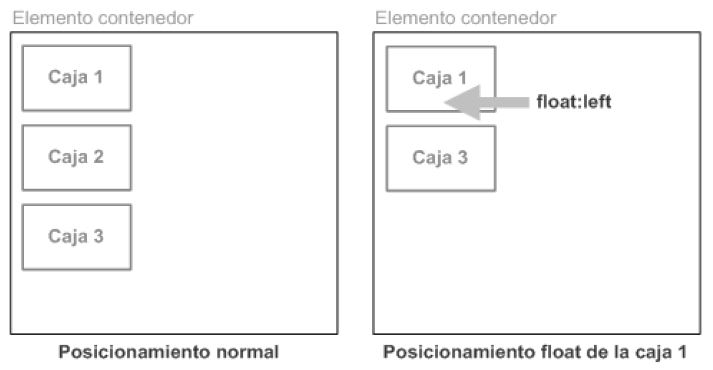 Elemento contenedor
Caja 1
Caja 2
Caja 3
Posicionamiento normal
Elemento contenedor
Caja 1
float:left
Caja 3
Posicionamiento float de la caja 1